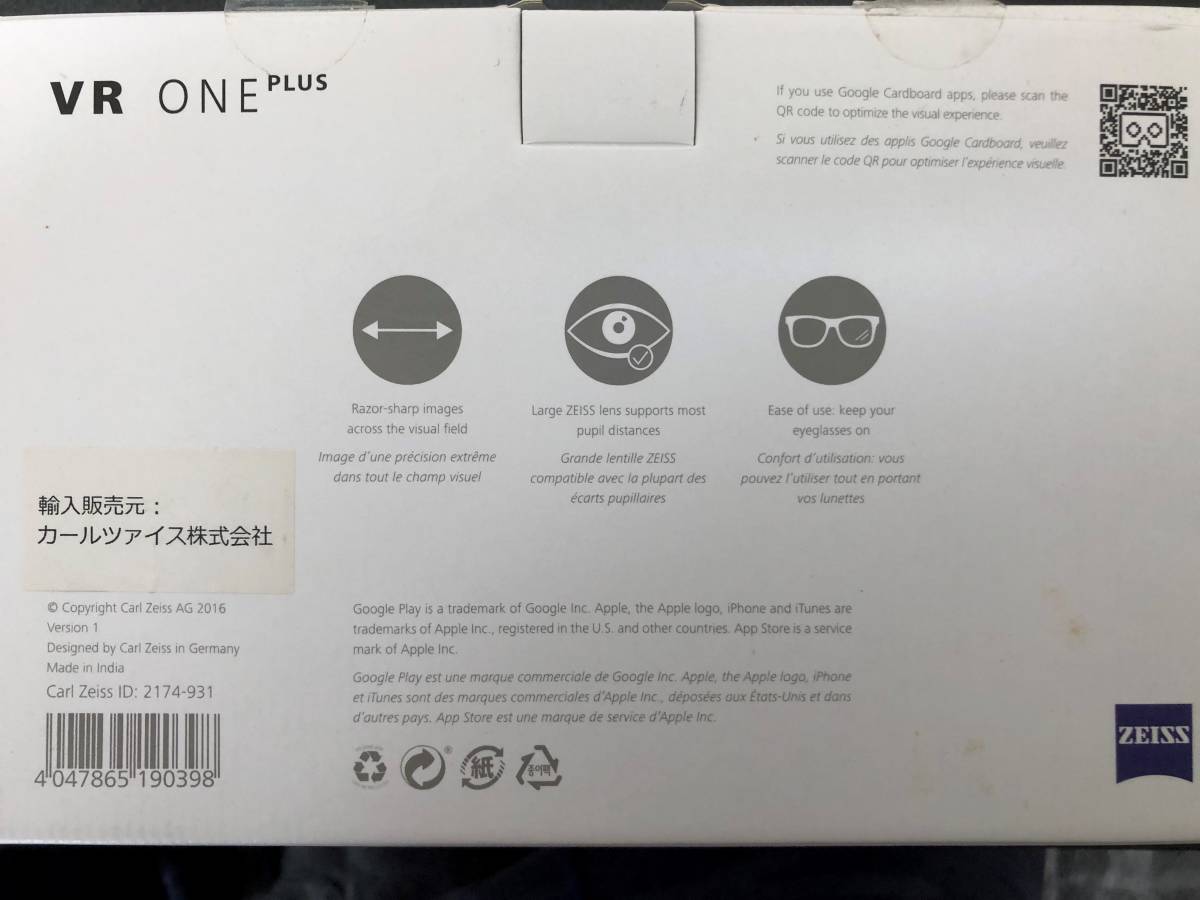 VR ONE PLUS
If you use Google Cardboard apps, please scan the
QR code to optimize the visual experience.
Si vous utilisez des applis Google Cardboard, veuillez
scanner le code QR pour optimiser l'expérience visuelle.
Razor-sharp images
across the visual field
Image d'une précision extrême
dans tout le champ visuel
Large ZEISS lens supports most
pupil distances
Grande lentille ZEISS
compatible avec la plupart des
écarts pupillaires
Ease of use: keep your
eyeglasses on
Confort d'utilisation: vous
pouvez l'utiliser tout en portant
vos lunettes
輸入販売元：
カールツァイス株式会社
© Copyright Carl Zeiss AG 2016
Version 1
Designed by Carl Zeiss in Germany
Made in India
Carl Zeiss ID: 2174-931
4 047865 190398
Google Play is a trademark of Google Inc. Apple, the Apple logo, iPhone and iTunes are
trademarks of Apple Inc., registered in the U.S. and other countries. App Store is a service
mark of Apple Inc.
Google Play est une marque commerciale de Google Inc. Apple, the Apple logo, iPhone
et iTunes sont des marques commerciales d'Apple Inc., déposées aux États-Unis et dans
d'autres pays. App Store est une marque de service d'Apple Inc.
®
紙
종이팩
ZEISS